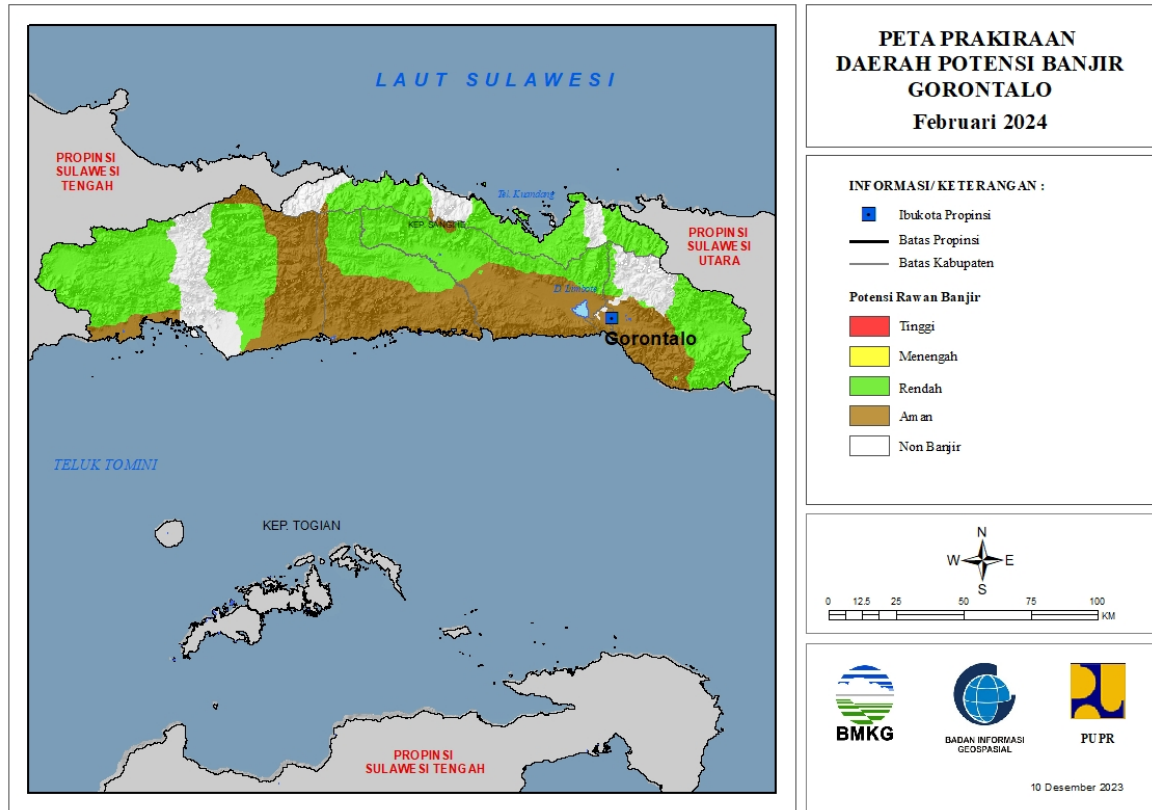 LAUT SULAWESI
PROPINSI
SULAWESI
TENGAH
Tel. Kuandang
KEP. SANGIHE
PROPINSI
SULAWESI
UTARA
D. Limboto
Gorontalo
TELUK TOMINI
KEP. TOGIAN
PROPINSI
SULAWESI TENGAH
PETA PRAKIRAAN
DAERAH POTENSI BANJIR
GORONTALO
Februari 2024
INFORMASI/ KETERANGAN :
Ibukota Propinsi
Batas Propinsi
Batas Kabupaten
Potensi Rawan Banjir
Tinggi
Menengah
Rendah
Aman
Non Banjir
N
W E
S
0 12.5 25 50 75 100
KM
BMKG
BADAN INFORMASI
GEOSPASIAL
PUPR
10 Desember 2023